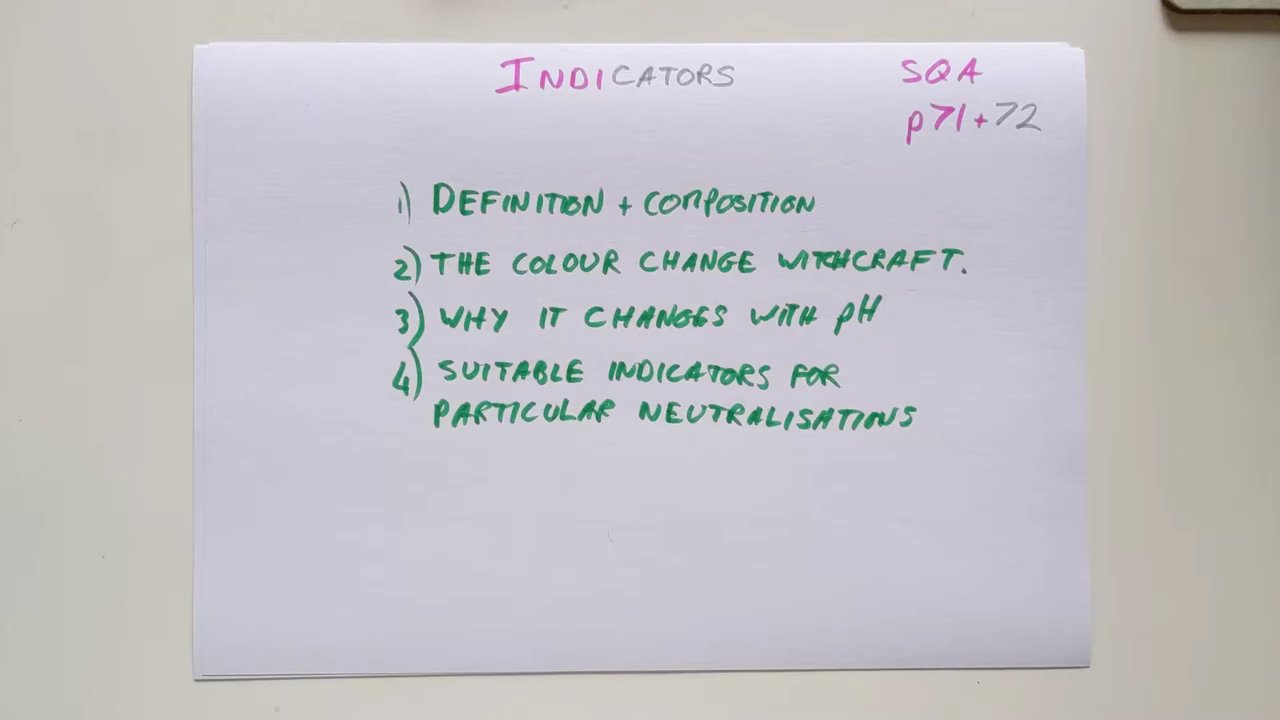 INDICATORS
SQA
p71+72
1) DEFINITION + COMPOSITION
2) THE COLOUR CHANGE WITCHCRAFT.
3) WHY IT CHANGES WITH pH
4) SUITABLE INDICATORS FOR
PARTICULAR NEUTRALISATIONS